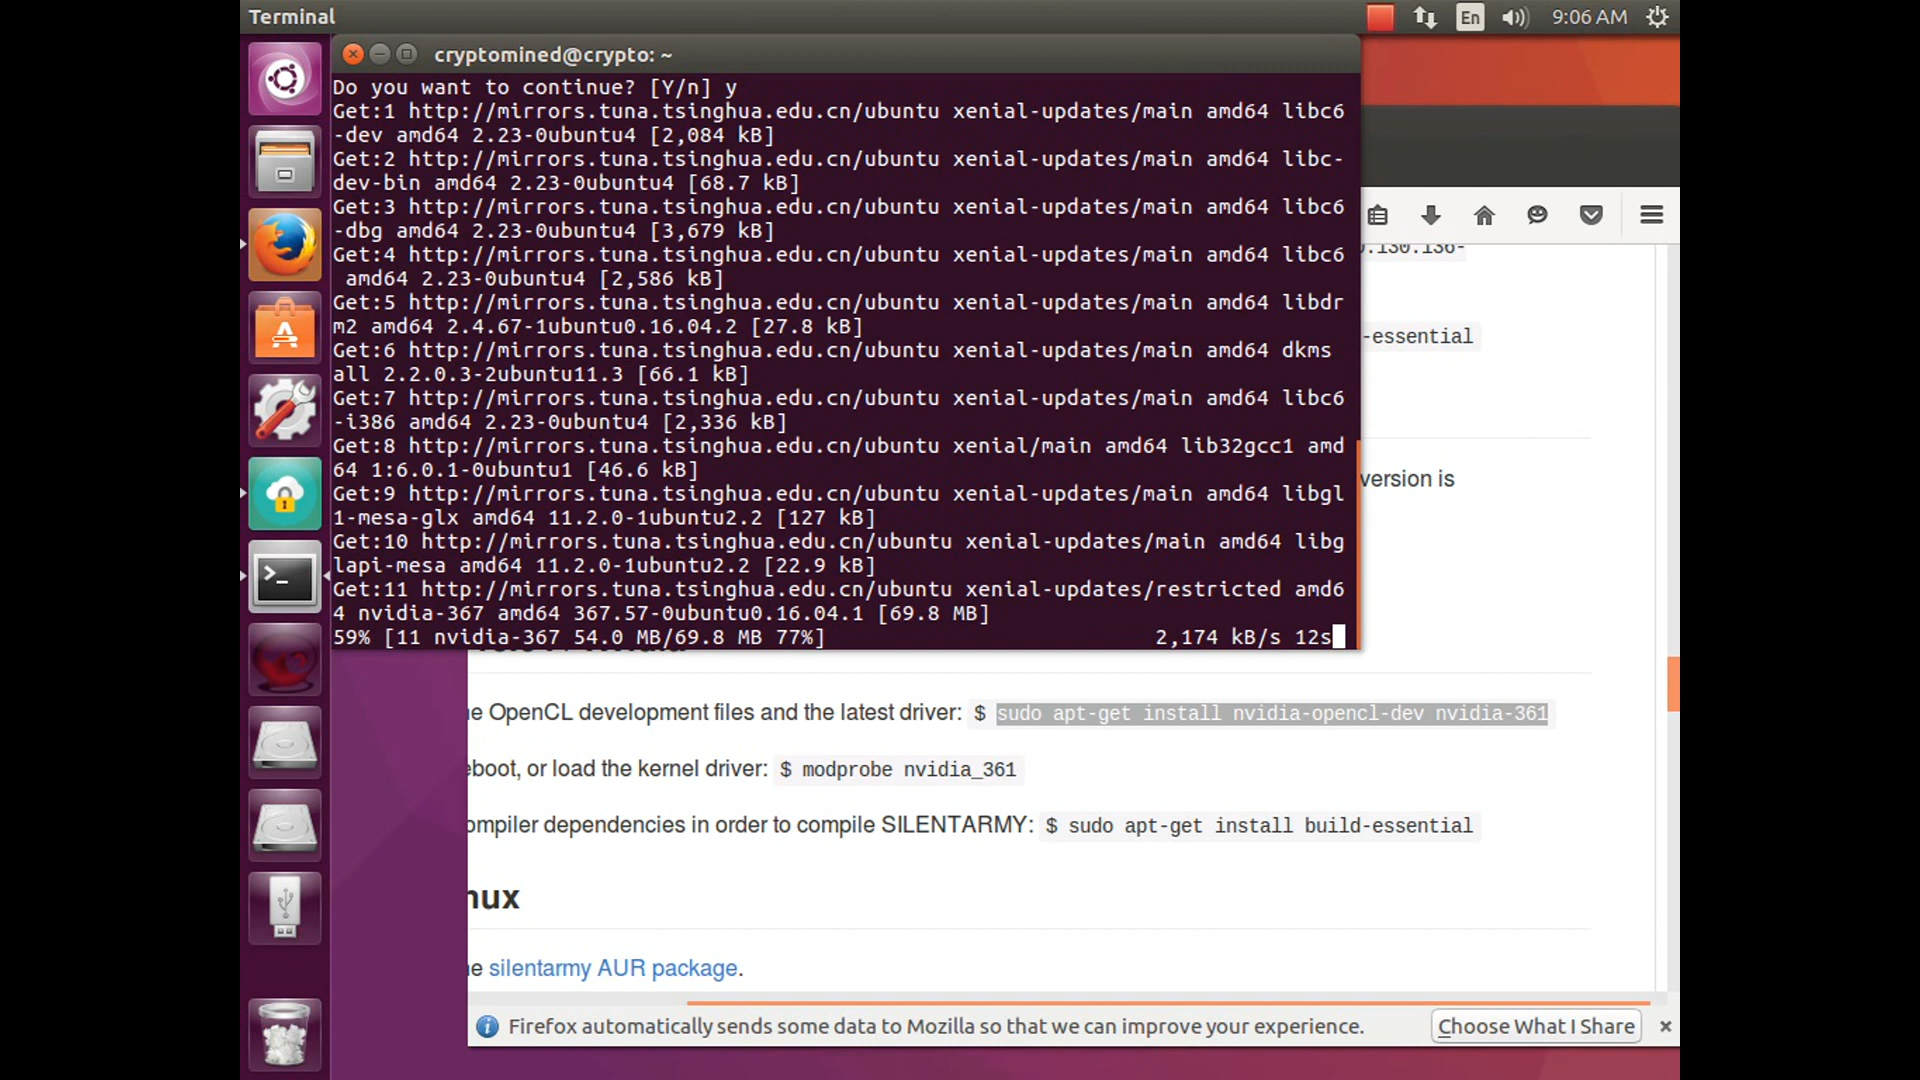 Terminal
En
9:06 AM
cryptomined@crypto: ~
Do you want to continue? [Y/n] y
Get:1 http://mirrors.tuna.tsinghua.edu.cn/ubuntu xenial-updates/main amd64 libc6
-dev amd64 2.23-0ubuntu4 [2,084 kB]
Get:2 http://mirrors.tuna.tsinghua.edu.cn/ubuntu xenial-updates/main amd64 libc-
dev-bin amd64 2.23-0ubuntu4 [68.7 kB]
Get:3 http://mirrors.tuna.tsinghua.edu.cn/ubuntu xenial-updates/main amd64 libc6
-dbg amd64 2.23-0ubuntu4 [3,679 kB]
Get:4 http://mirrors.tuna.tsinghua.edu.cn/ubuntu xenial-updates/main amd64 libc6
 amd64 2.23-0ubuntu4 [2,586 kB]
Get:5 http://mirrors.tuna.tsinghua.edu.cn/ubuntu xenial-updates/main amd64 libdr
m2 amd64 2.4.67-1ubuntu0.16.04.2 [27.8 kB]
Get:6 http://mirrors.tuna.tsinghua.edu.cn/ubuntu xenial-updates/main amd64 dkms
all 2.2.0.3-2ubuntu11.3 [66.1 kB]
Get:7 http://mirrors.tuna.tsinghua.edu.cn/ubuntu xenial-updates/main amd64 libc6
-i386 amd64 2.23-0ubuntu4 [2,336 kB]
Get:8 http://mirrors.tuna.tsinghua.edu.cn/ubuntu xenial/main amd64 lib32gcc1 amd
64 1:6.0.1-0ubuntu1 [46.6 kB]
Get:9 http://mirrors.tuna.tsinghua.edu.cn/ubuntu xenial-updates/main amd64 libgl
1-mesa-glx amd64 11.2.0-1ubuntu2.2 [127 kB]
Get:10 http://mirrors.tuna.tsinghua.edu.cn/ubuntu xenial-updates/main amd64 libg
lapi-mesa amd64 11.2.0-1ubuntu2.2 [22.9 kB]
Get:11 http://mirrors.tuna.tsinghua.edu.cn/ubuntu xenial-updates/restricted amd6
4 nvidia-367 amd64 367.57-0ubuntu0.16.04.1 [69.8 MB]
59% [11 nvidia-367 54.0 MB/69.8 MB 77%] 2,174 kB/s 12s
.130.136-
-essential
version is
e OpenCL development files and the latest driver: $ sudo apt-get install nvidia-opencl-dev nvidia-361
eboot, or load the kernel driver: $ modprobe nvidia_361
ompiler dependencies in order to compile SILENTARMY: $ sudo apt-get install build-essential
nux
e silentarmy AUR package.
Firefox automatically sends some data to Mozilla so that we can improve your experience.
Choose What I Share